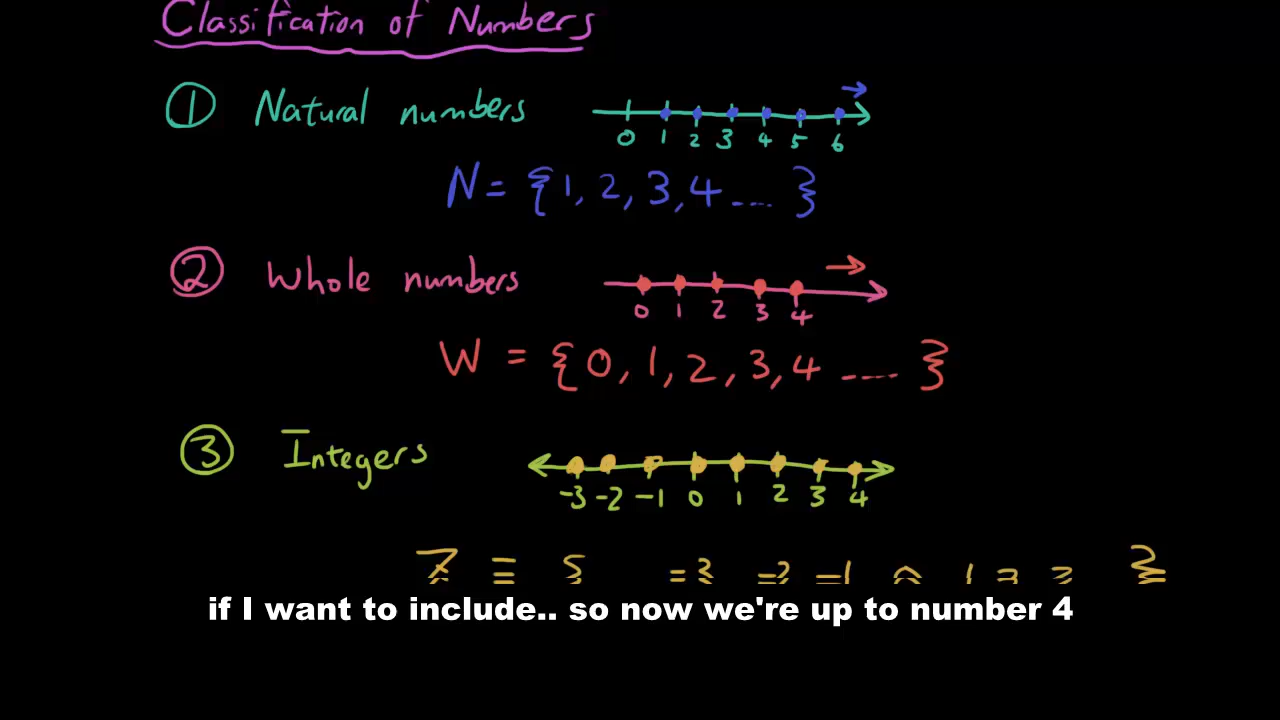 Classification of Numbers
① Natural numbers
0 1 2 3 4 5 6
N = {1, 2, 3, 4 .... }
② Whole numbers
0 1 2 3 4
W = {0, 1, 2, 3, 4 ..... }
③ Integers
-3 -2 -1 0 1 2 3 4
if I want to include.. so now we're up to number 4